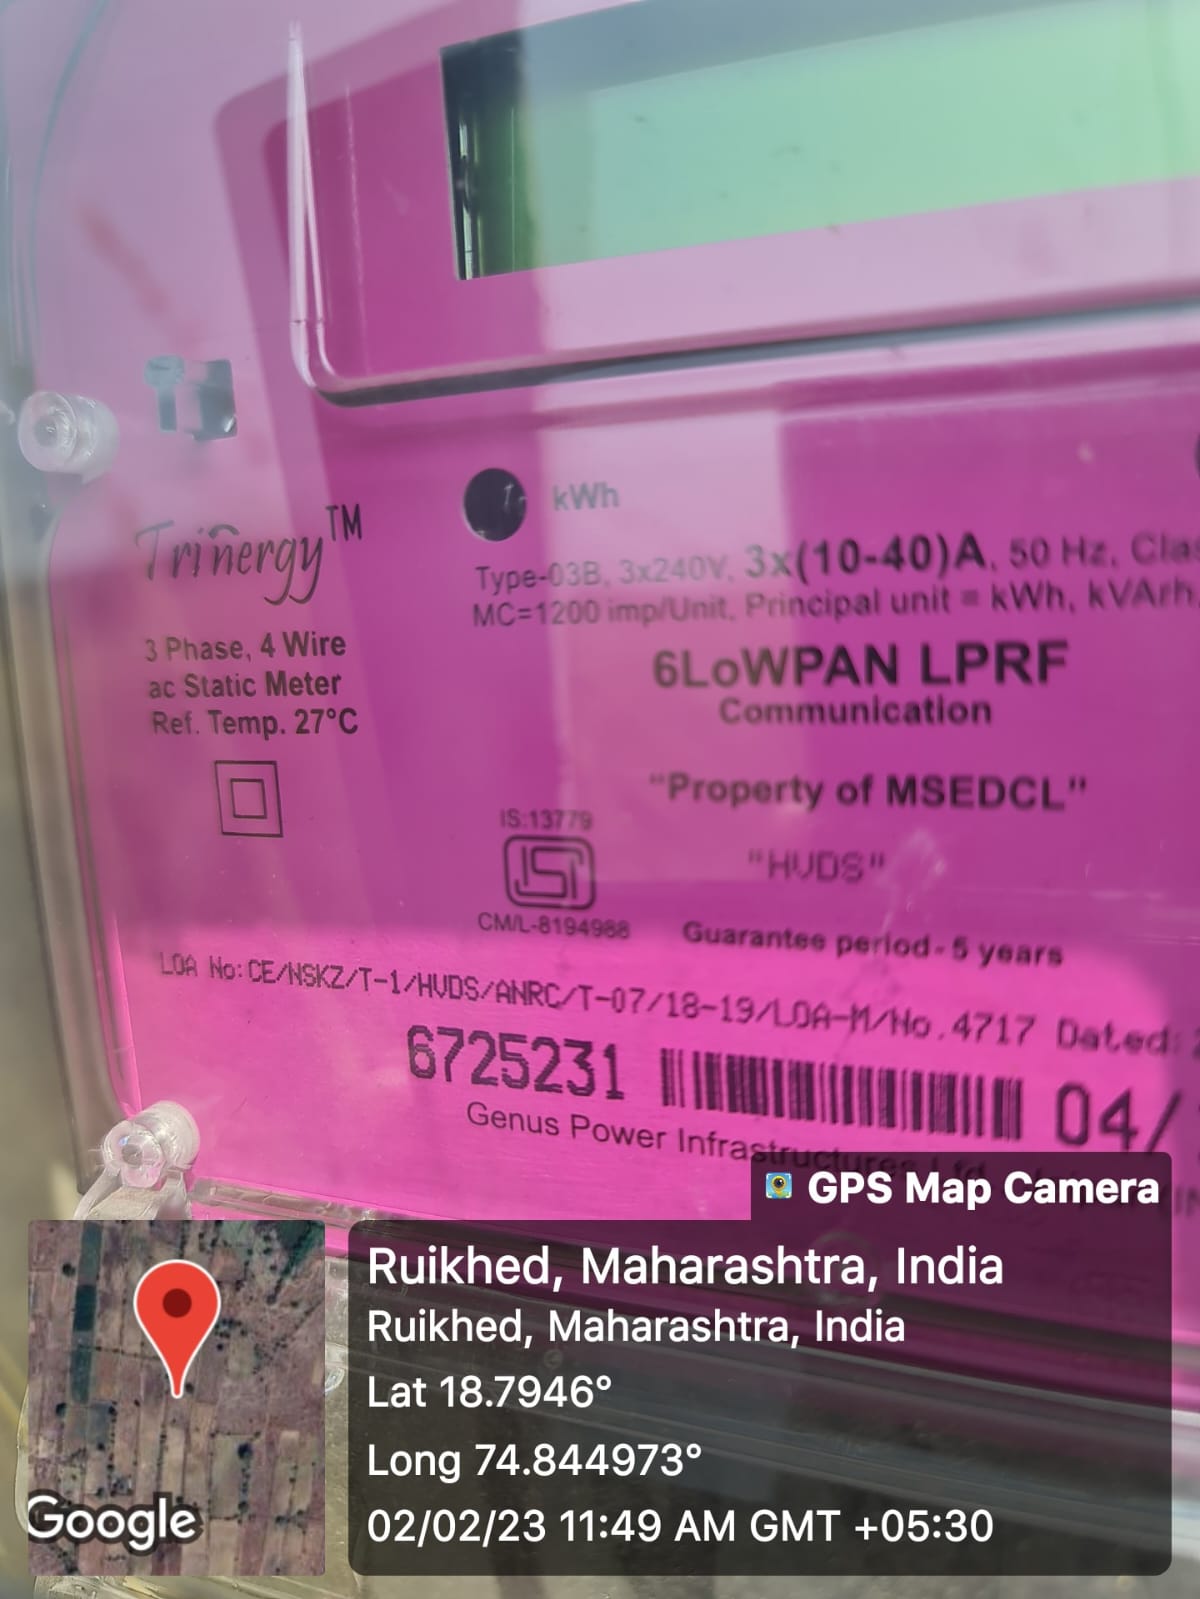 kWh
Trinergy™
Type-03B, 3x240V, 3x(10-40)A, 50 Hz, Clas
MC=1200 imp/Unit, Principal unit = kWh, kVArh,
3 Phase, 4 Wire
ac Static Meter
Ref. Temp. 27°C
6LoWPAN LPRF
Communication
"Property of MSEDCL"
IS:13779
"HVDS"
ISI
CM/L-8194988
Guarantee period- 5 years
LOA No:CE/NSKZ/T-1/HVDS/ANRC/T-07/18-19/LOA-M/No.4717 Dated:
6725231
04/
Genus Power Infrastructures Ltd.
GPS Map Camera
Ruikhed, Maharashtra, India
Ruikhed, Maharashtra, India
Lat 18.7946°
Long 74.844973°
02/02/23 11:49 AM GMT +05:30
Google